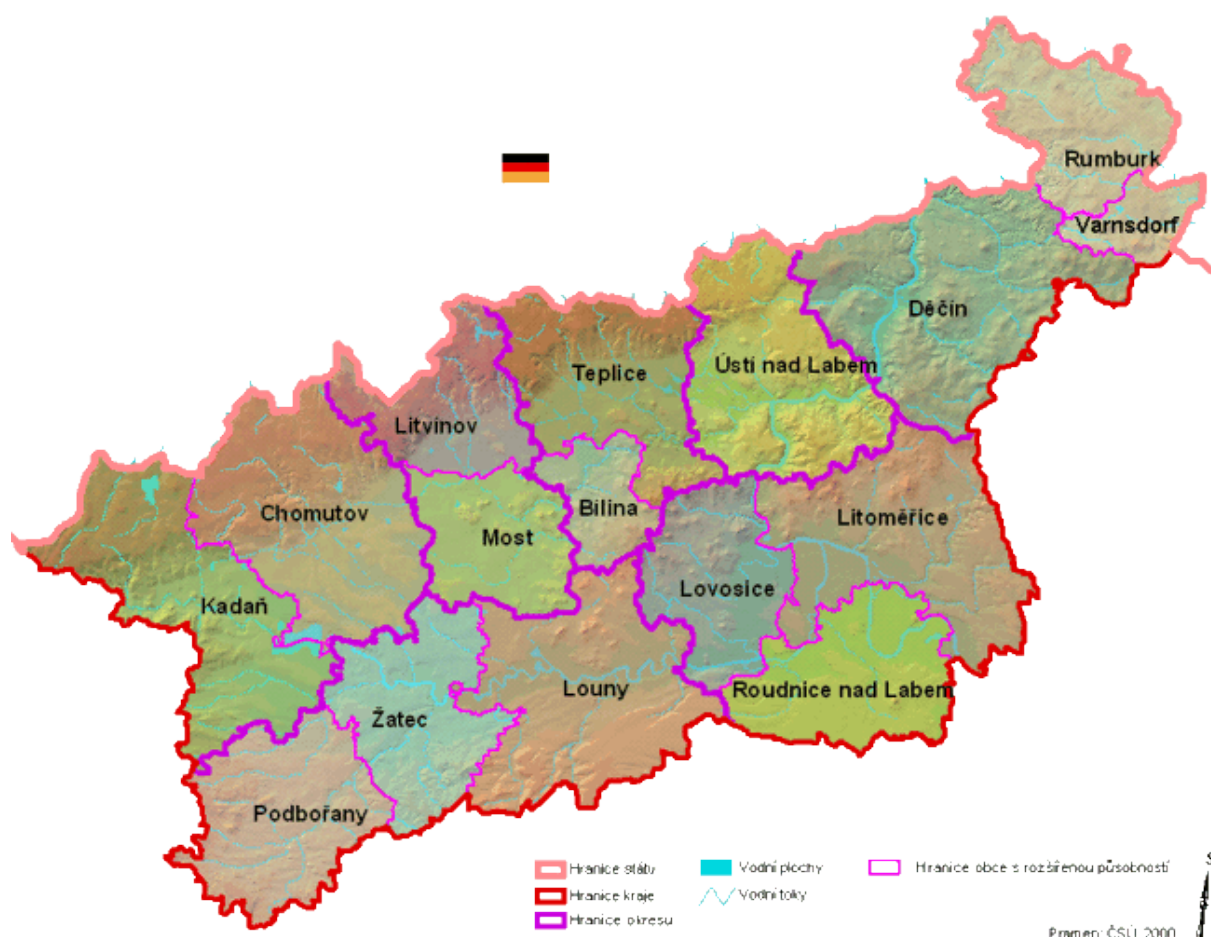 Rumburk
Varnsdorf
Děčín
Ústí nad Labem
Teplice
Litvínov
Bílina
Chomutov
Most
Litoměřice
Lovosice
Kadaň
Louny
Roudnice nad Labem
Žatec
Podbořany
Hranice státu
Vodní plochy
Hranice obce s rozšířenou působností
Hranice kraje
Vodní toky
Hranice okresu
Pramen: ČSÚ, 2000